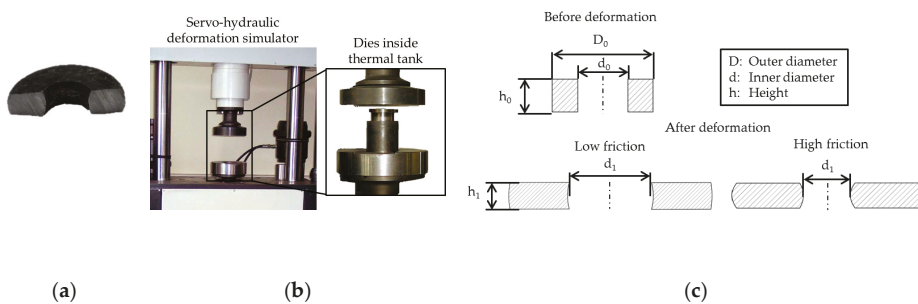 Servo-hydraulic
deformation simulator
Dies inside
thermal tank
Before deformation
D0
d0
h0
D: Outer diameter
d: Inner diameter
h: Height
After deformation
Low friction
High friction
d1
d1
h1
(a)
(b)
(c)